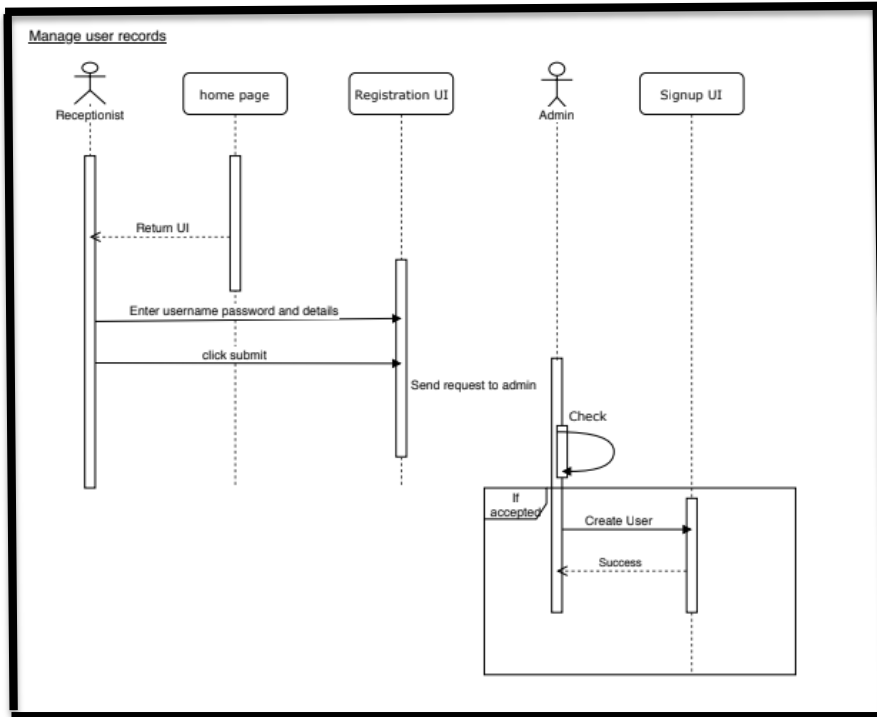 Manage user records
home page
Registration UI
Signup UI
Receptionist
Admin
Return UI
Enter username password and details
click submit
Send request to admin
Check
If
accepted
Create User
Success